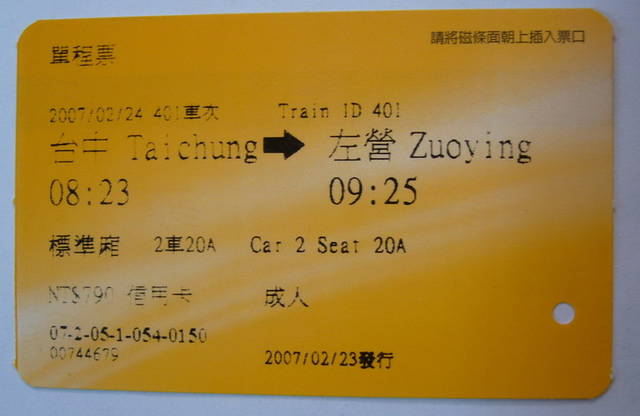 請將磁條面朝上插入票口
單程票
2007/02/24 401車次 Train ID 401
台中 Taichung ➡ 左營 Zuoying
08:23 09:25
標準廂 2車20A Car 2 Seat 20A
NT$790 信用卡 成人
07-2-05-1-054-0150
00744679
2007/02/23發行